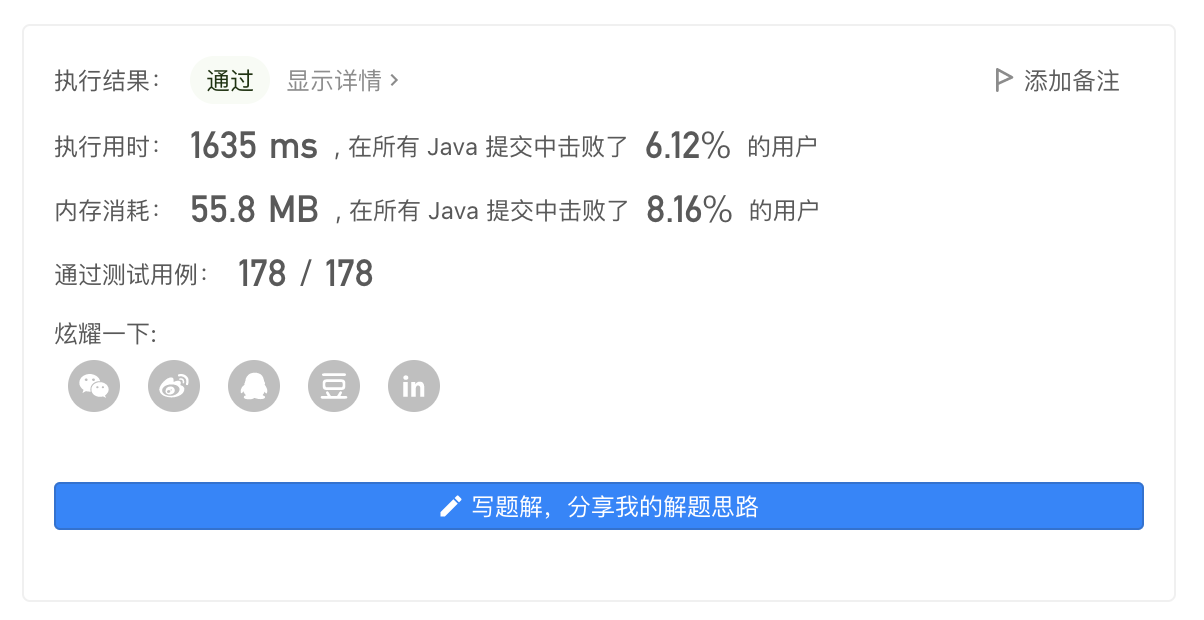 执行结果： 通过 显示详情 › 添加备注
执行用时： 1635 ms , 在所有 Java 提交中击败了 6.12% 的用户
内存消耗： 55.8 MB , 在所有 Java 提交中击败了 8.16% 的用户
通过测试用例： 178 / 178
炫耀一下:
豆 in
写题解，分享我的解题思路